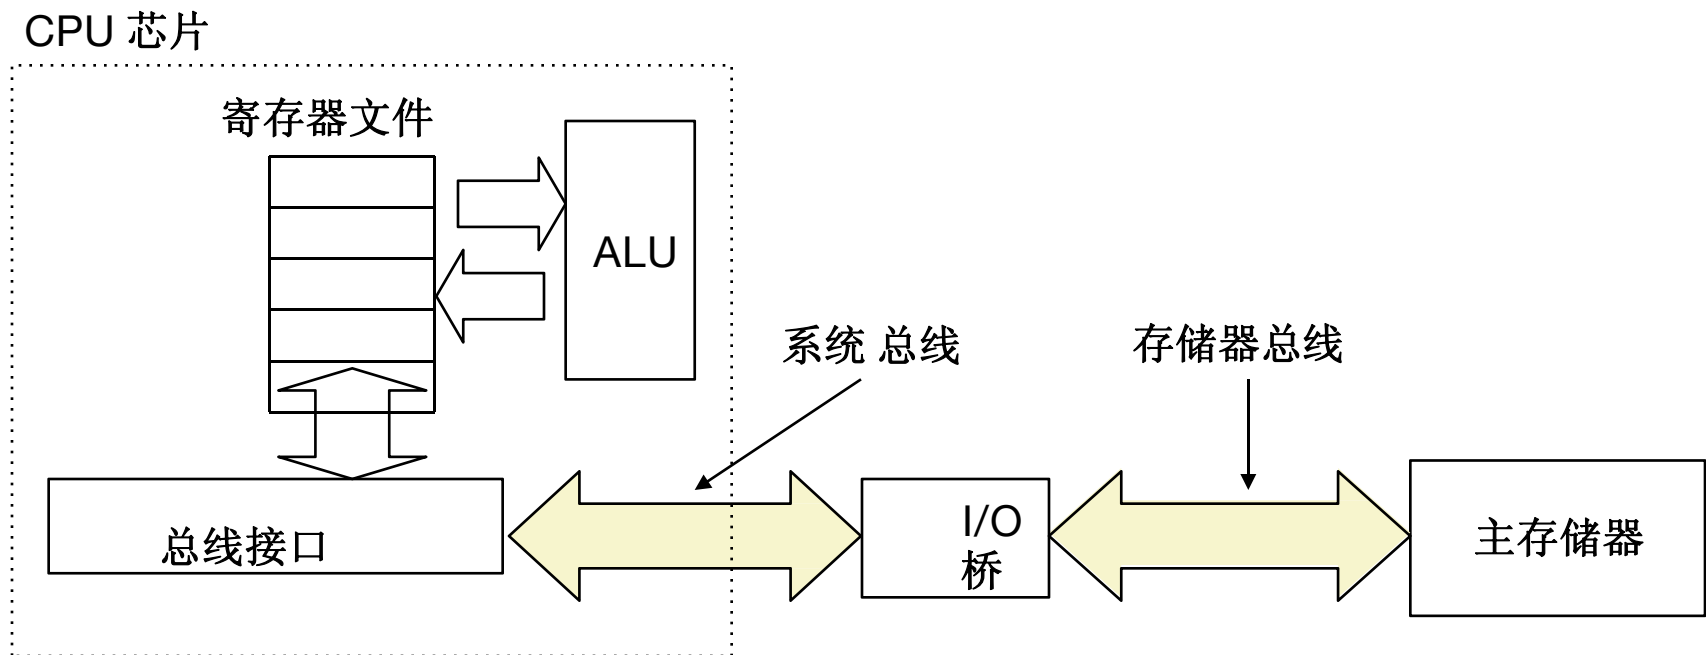 CPU 芯片
寄存器文件
ALU
系统 总线
存储器总线
总线接口
I/O
桥
主存储器